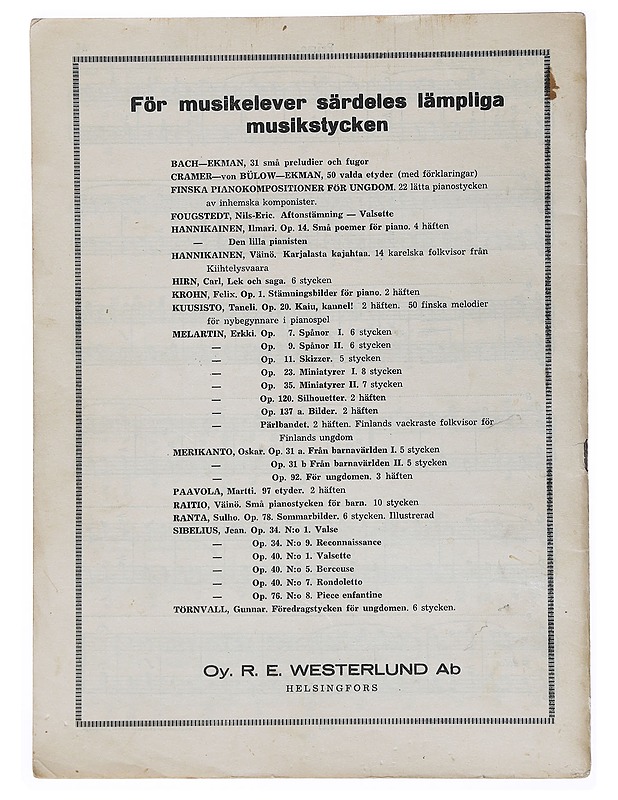 För musikelever särdeles lämpliga
musikstycken
BACH—EKMAN, 31 små preludier och fugor
CRAMER—von BÜLOW—EKMAN, 50 valda etyder (med förklaringar)
FINSKA PIANOKOMPOSITIONER FÖR UNGDOM. 22 lätta pianostycken
av inhemska komponister.
FOUGSTEDT, Nils-Eric. Aftonstämning — Valsette
HANNIKAINEN, Ilmari. Op. 14. Små poemer för piano. 4 häften
— Den lilla pianisten
HANNIKAINEN, Väinö. Karjalasta kajahtaa. 14 karelska folkvisor från
Kiihtelysvaara
HIRN, Carl, Lek och saga. 6 stycken
KROHN, Felix. Op. 1. Stämningsbilder för piano. 2 häften
KUUSISTO, Taneli. Op. 20. Kaiu, kannel! 2 häften. 50 finska melodier
för nybegynnare i pianospel
MELARTIN, Erkki. Op. 7. Spånor I. 6 stycken
— Op. 9. Spånor II. 6 stycken
— Op. 11. Skizzer. 5 stycken
— Op. 23. Miniatyrer I. 8 stycken
— Op. 35. Miniatyrer II. 7 stycken
— Op. 120. Silhouetter. 2 häften
— Op. 137 a. Bilder. 2 häften
— Pärlbandet. 2 häften. Finlands vackraste folkvisor för
Finlands ungdom
MERIKANTO, Oskar. Op. 31 a. Från barnavärlden I. 5 stycken
— Op. 31 b Från barnavärlden II. 5 stycken
— Op. 92. För ungdomen. 3 häften
PAAVOLA, Martti. 97 etyder. 2 häften
RAITIO, Väinö. Små pianostycken för barn. 10 stycken
RANTA, Sulho. Op. 78. Sommarbilder. 6 stycken. Illustrerad
SIBELIUS, Jean. Op. 34. N:o 1. Valse
— Op. 34. N:o 9. Reconnaissance
— Op. 40. N:o 1. Valsette
— Op. 40. N:o 5. Berceuse
— Op. 40. N:o 7. Rondoletto
— Op. 76. N:o 8. Piece enfantine
TÖRNVALL, Gunnar. Föredragstycken för ungdomen. 6 stycken.
Oy. R. E. WESTERLUND Ab
HELSINGFORS